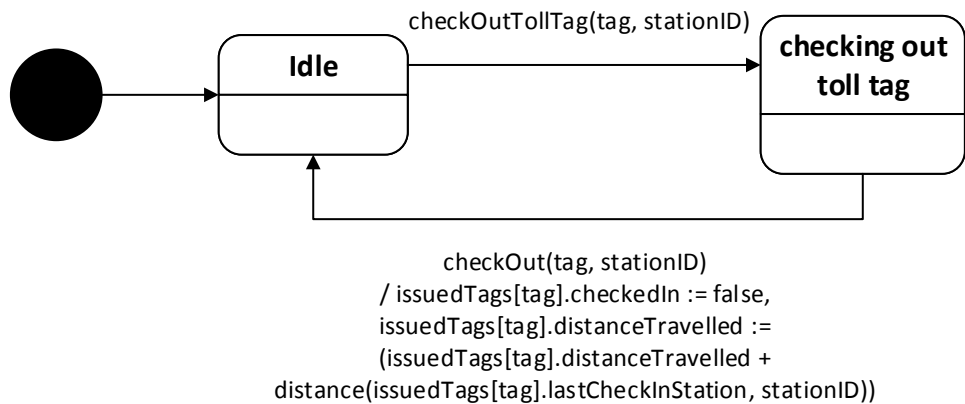 checkOutTollTag(tag, stationID)
Idle
checking out
toll tag
checkOut(tag, stationID)
/ issuedTags[tag].checkedIn := false,
issuedTags[tag].distanceTravelled :=
(issuedTags[tag].distanceTravelled +
distance(issuedTags[tag].lastCheckInStation, stationID))